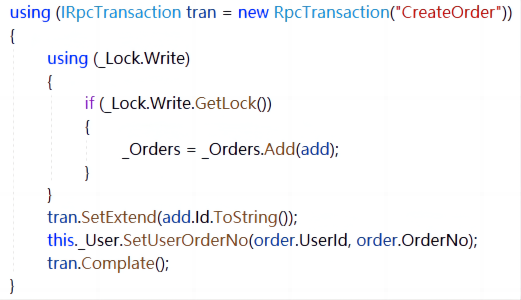 using (IRpcTransaction tran = new RpcTransaction("CreateOrder"))
{
using (_Lock.Write)
{
if (_Lock.Write.GetLock())
{
_Orders = _Orders.Add(add);
}
}
tran.SetExtend(add.Id.ToString());
this._User.SetUserOrderNo(order.UserId, order.OrderNo);
tran.Complate();
}